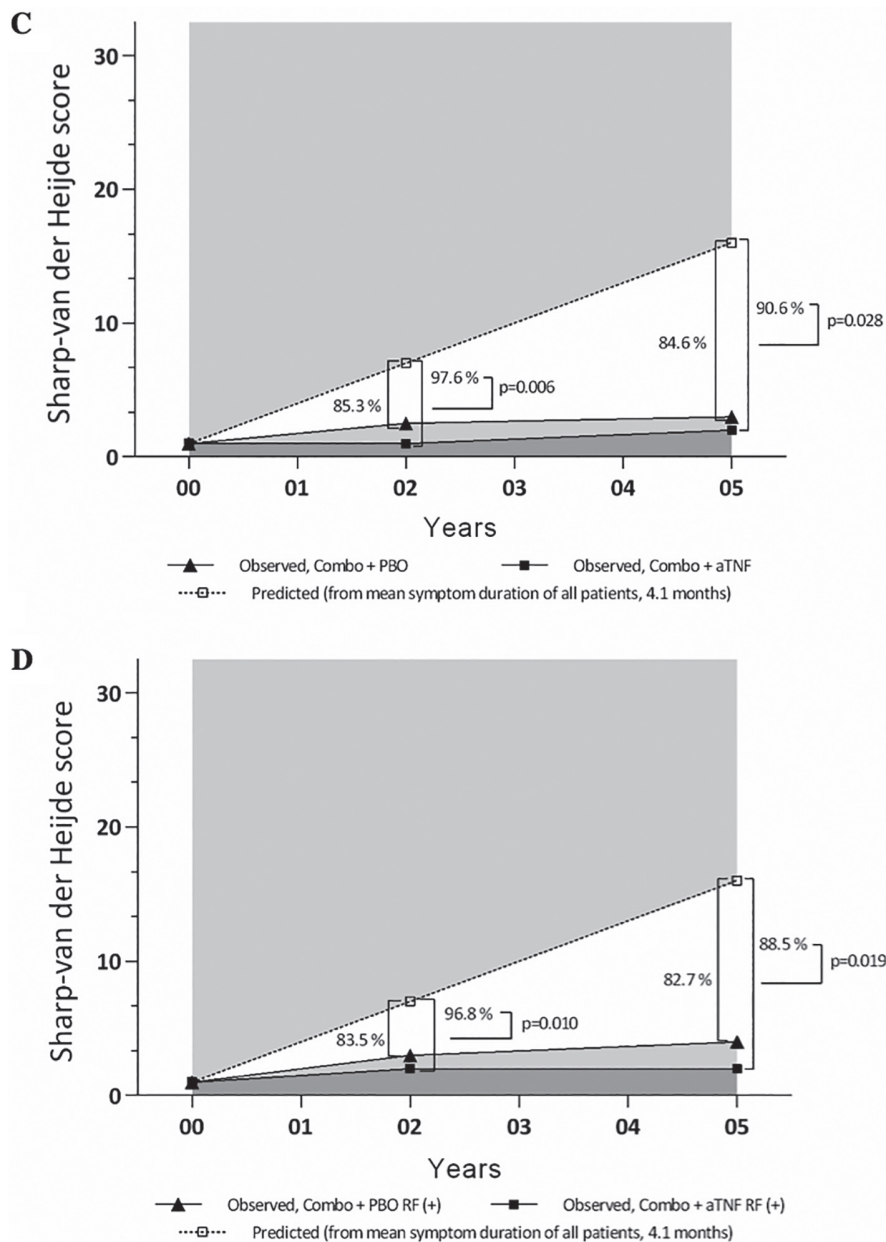 C
Sharp-van der Heijde score
30
20
10
0
85.3 %
97.6 %
p=0.006
84.6 %
90.6 %
p=0.028
00 01 02 03 04 05
Years
Observed, Combo + PBO Observed, Combo + aTNF
Predicted (from mean symptom duration of all patients, 4.1 months)
D
Sharp-van der Heijde score
30
20
10
0
83.5 %
96.8 %
p=0.010
82.7 %
88.5 %
p=0.019
00 01 02 03 04 05
Years
Observed, Combo + PBO RF (+) Observed, Combo + aTNF RF (+)
Predicted (from mean symptom duration of all patients, 4.1 months)